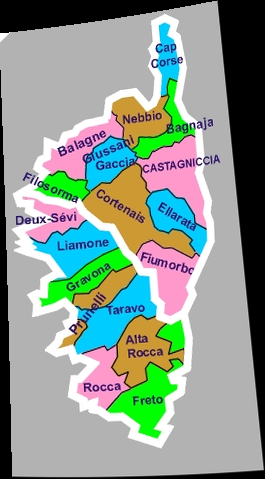 Cap
Corse
Nebbio
Bagnaja
Balagne
Giussani
Gaccia
CASTAGNICCIA
Filosorma
Cortenais
Ellarata
Deux-Sévi
Liamone
Fiumorbo
Gravona
Prunelli
Taravo
Alta
Rocca
Rocca
Freto